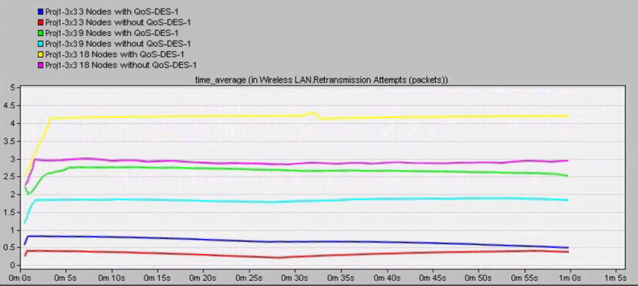 Proj1-3x3 3 Nodes with QoS-DES-1
Proj1-3x3 3 Nodes without QoS-DES-1
Proj1-3x3 9 Nodes with QoS-DES-1
Proj1-3x3 9 Nodes without QoS-DES-1
Proj1-3x3 18 Nodes with QoS-DES-1
Proj1-3x3 18 Nodes without QoS-DES-1
time_average (in Wireless LAN.Retransmission Attempts (packets))
5
4.5
4
3.5
3
2.5
2
1.5
1
0.5
0
0m 0s 0m 5s 0m 10s 0m 15s 0m 20s 0m 25s 0m 30s 0m 35s 0m 40s 0m 45s 0m 50s 0m 55s 1m 0s 1m 5s